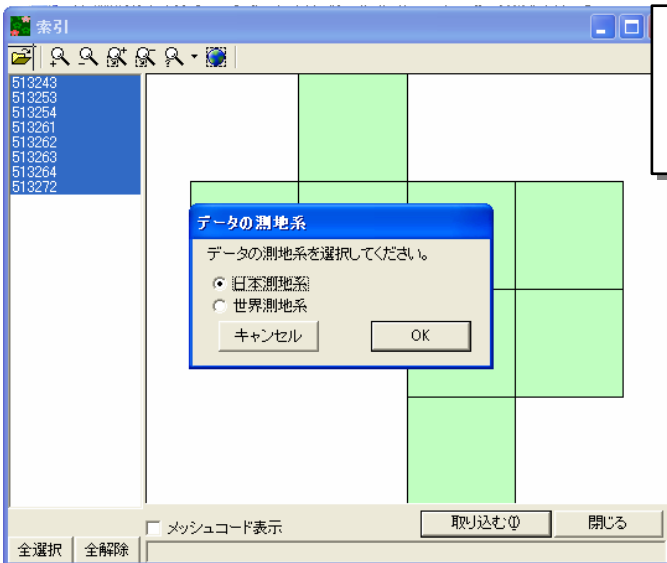 索引
513243
513253
513254
513261
513262
513263
513264
513272
データの測地系
データの測地系を選択してください。
日本測地系
世界測地系
キャンセル
OK
メッシュコード表示
取り込む(I)
閉じる
全選択
全解除